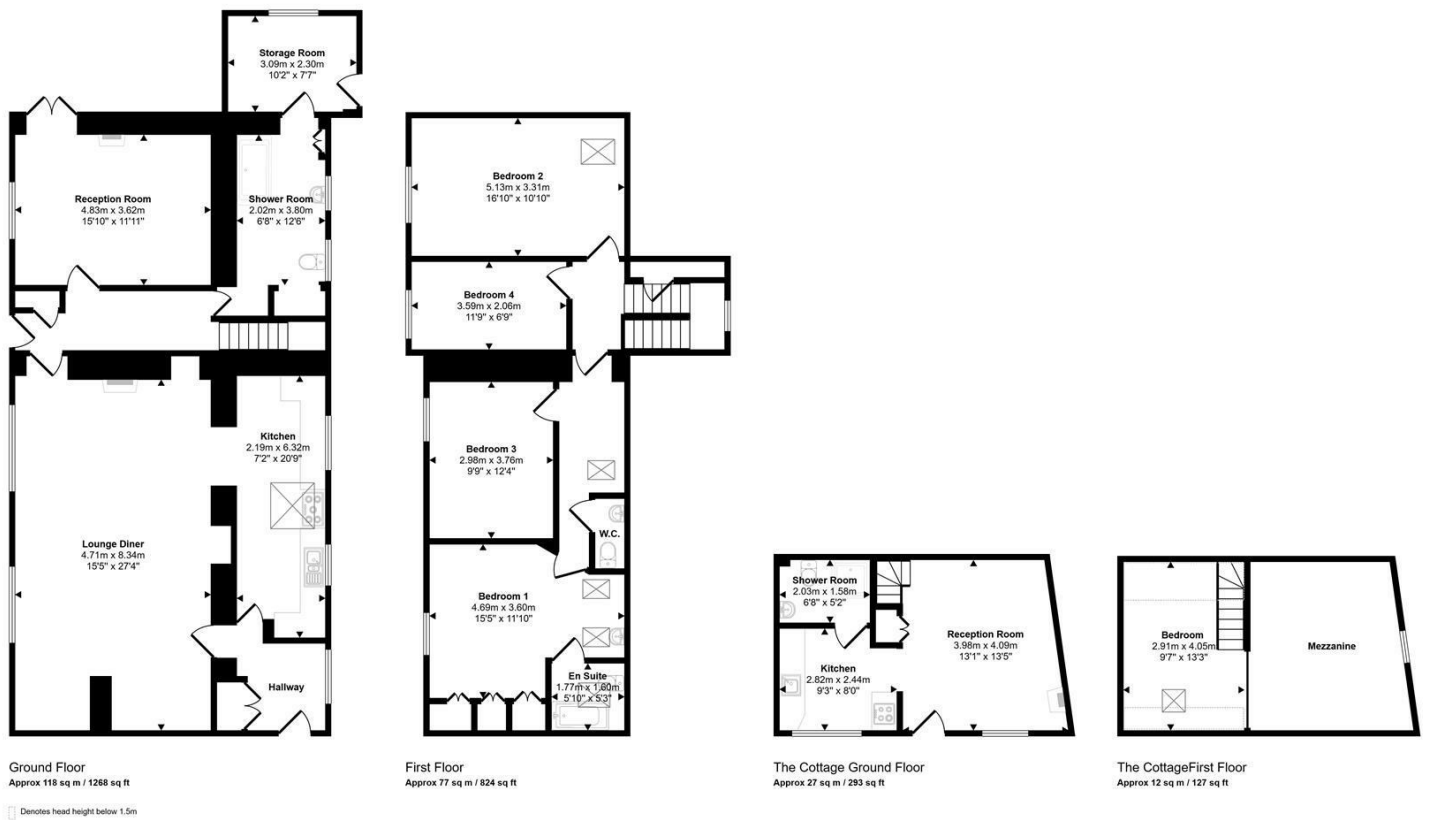 Storage Room
3.09m x 2.30m
10'2" x 7'7"
Reception Room
4.83m x 3.62m
15'10" x 11'11"
Shower Room
2.02m x 3.80m
6'8" x 12'6"
Kitchen
2.19m x 6.32m
7'2" x 20'9"
Lounge Diner
4.71m x 8.34m
15'5" x 27'4"
Hallway
Ground Floor
Approx 118 sq m / 1268 sq ft
Denotes head height below 1.5m
Bedroom 2
5.13m x 3.31m
16'10" x 10'10"
Bedroom 4
3.59m x 2.06m
11'9" x 6'9"
Bedroom 3
2.98m x 3.76m
9'9" x 12'4"
W.C.
Bedroom 1
4.69m x 3.60m
15'5" x 11'10"
En Suite
1.77m x 1.60m
5'10" x 5'3"
First Floor
Approx 77 sq m / 824 sq ft
Shower Room
2.03m x 1.58m
6'8" x 5'2"
Kitchen
2.82m x 2.44m
9'3" x 8'0"
Reception Room
3.98m x 4.09m
13'1" x 13'5"
The Cottage Ground Floor
Approx 27 sq m / 293 sq ft
Bedroom
2.91m x 4.05m
9'7" x 13'3"
Mezzanine
The CottageFirst Floor
Approx 12 sq m / 127 sq ft